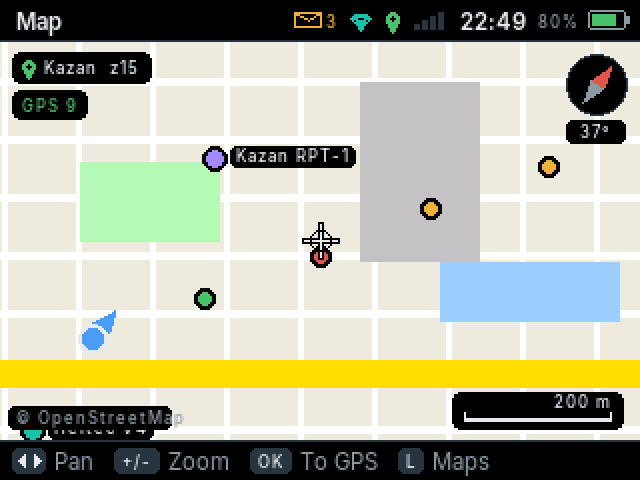 Map 3 22:49 80%
Kazan z15
GPS 9
37°
Kazan RPT-1
© OpenStreetMap
200 m
Pan +/- Zoom OK To GPS L Maps